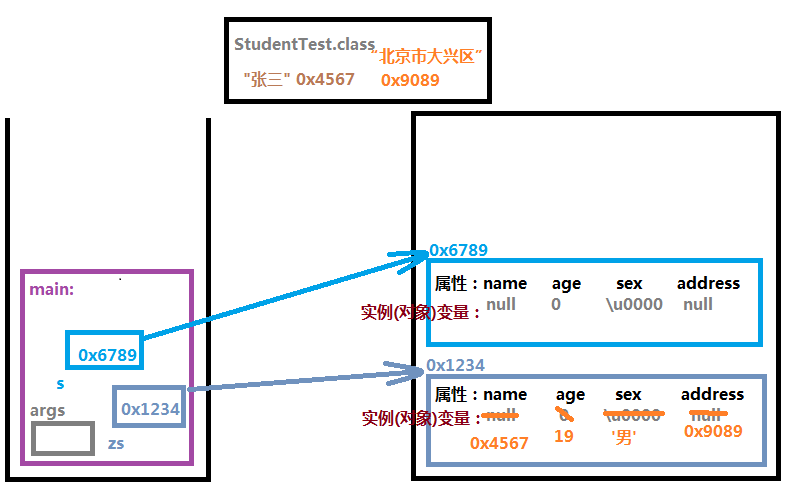 StudentTest.class
“北京市大兴区”
"张三" 0x4567
0x9089
0x6789
属性：name age sex address
实例(对象)变量： null 0 \u0000 null
main:
0x6789
s
0x1234
属性：name age sex address
实例(对象)变量： null 0 \u0000 null
0x4567 19 '男' 0x9089
args
0x1234
zs